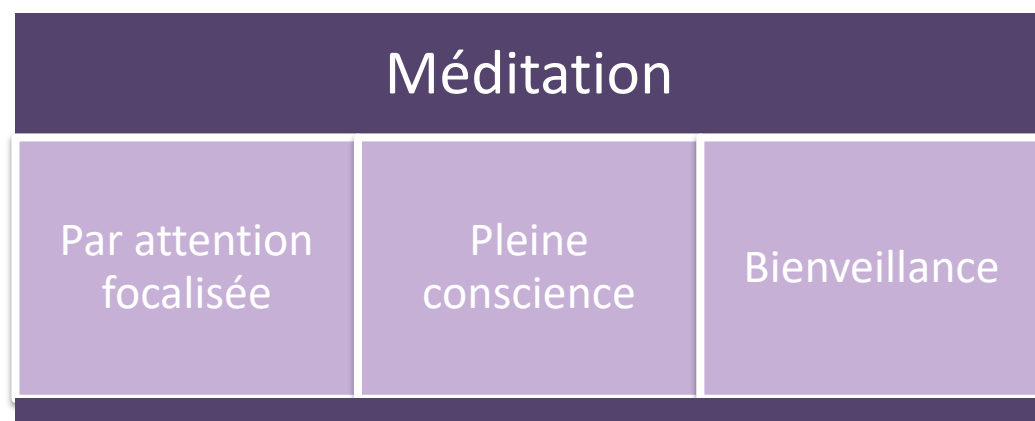 Méditation
Par attention
focalisée
Pleine
conscience
Bienveillance